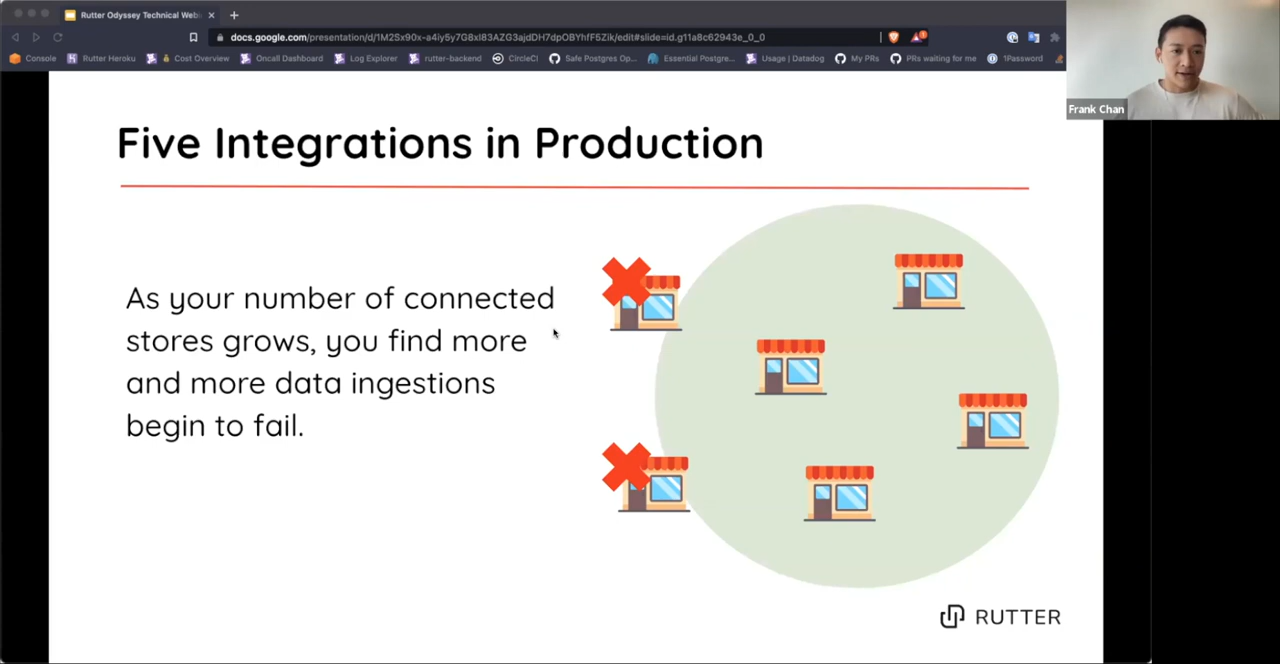 Rutter Odyssey Technical Web
docs.google.com/presentation/d/1M2Sx90x-a4iy5y7G8xI83AZG3ajdDH7dpOBYhfF5Zik/edit#slide=id.g11a8c62943e_0_0
Console Rutter Heroku Cost Overview Oncall Dashboard Log Explorer rutter-backend CircleCI Safe Postgres Op... Essential Postgre... Usage | Datadog My PRs PRs waiting for me 1Password
Frank Chan
Five Integrations in Production
As your number of connected
stores grows, you find more
and more data ingestions
begin to fail.
RUTTER